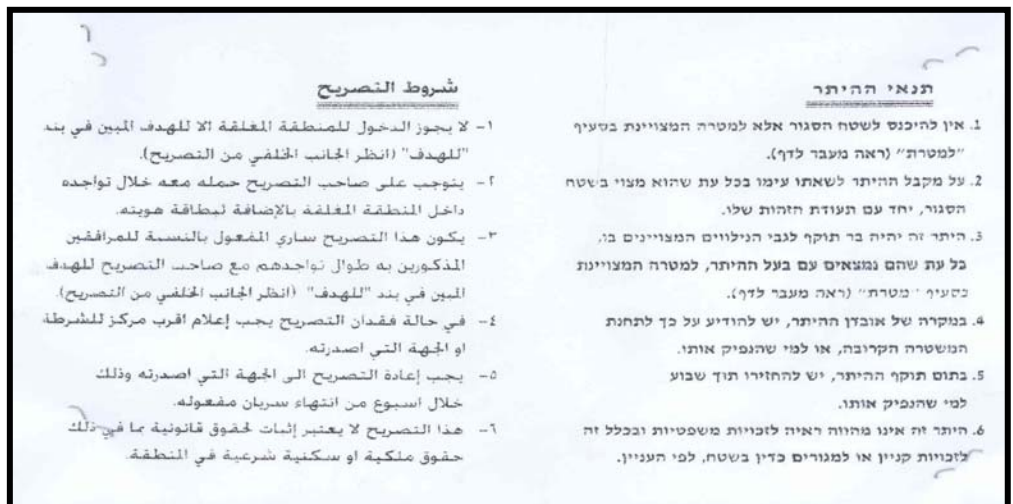 תנאי ההיתר
1. אין להיכנס לשטח הסגור אלא למטרה המצויינת בסעיף
"למטרת" (ראה מעבר לדף).
2. על מקבל ההיתר לשאתו עימו בכל עת שהוא מצוי בשטח
הסגור, יחד עם תעודת הזהות שלו.
3. היתר זה יהיה בר תוקף לגבי הנילווים המצויינים בו,
כל עת שהם נמצאים עם בעל ההיתר, למטרה המצויינת
בסעיף "מטרת" (ראה מעבר לדף).
4. במקרה של אובדן ההיתר, יש להודיע על כך לתחנת
המשטרה הקרובה, או למי שהנפיק אותו.
5. בתום תוקף ההיתר, יש להחזירו תוך שבוע
למי שהנפיק אותו.
6. היתר זה אינו מהווה ראיה לזכויות משפטיות ובכלל זה
לזכויות קניין או למגורים כדין בשטח, לפי העניין.
شروط التصريح
١- لا يجوز الدخول للمنطقة المغلقة الا للهدف المبين في بند
"للهدف" (انظر الجانب الخلفي من التصريح).
٢- يتوجب على صاحب التصريح حمله معه خلال تواجده
داخل المنطقة المغلقة بالإضافة لبطاقة هويته.
٣- يكون هذا التصريح ساري المفعول بالنسبة للمرافقين
المذكورين به طوال تواجدهم مع صاحب التصريح للهدف
المبين في بند "للهدف" (انظر الجانب الخلفي من التصريح).
٤- في حالة فقدان التصريح يجب إعلام اقرب مركز للشرطة
او الجهة التي اصدرته.
٥- يجب إعادة التصريح الى الجهة التي اصدرته وذلك
خلال اسبوع من انتهاء سريان مفعوله.
٦- هذا التصريح لا يعتبر إثبات لحقوق قانونية بما في ذلك
حقوق ملكية او سكنية شرعية في المنطقة.